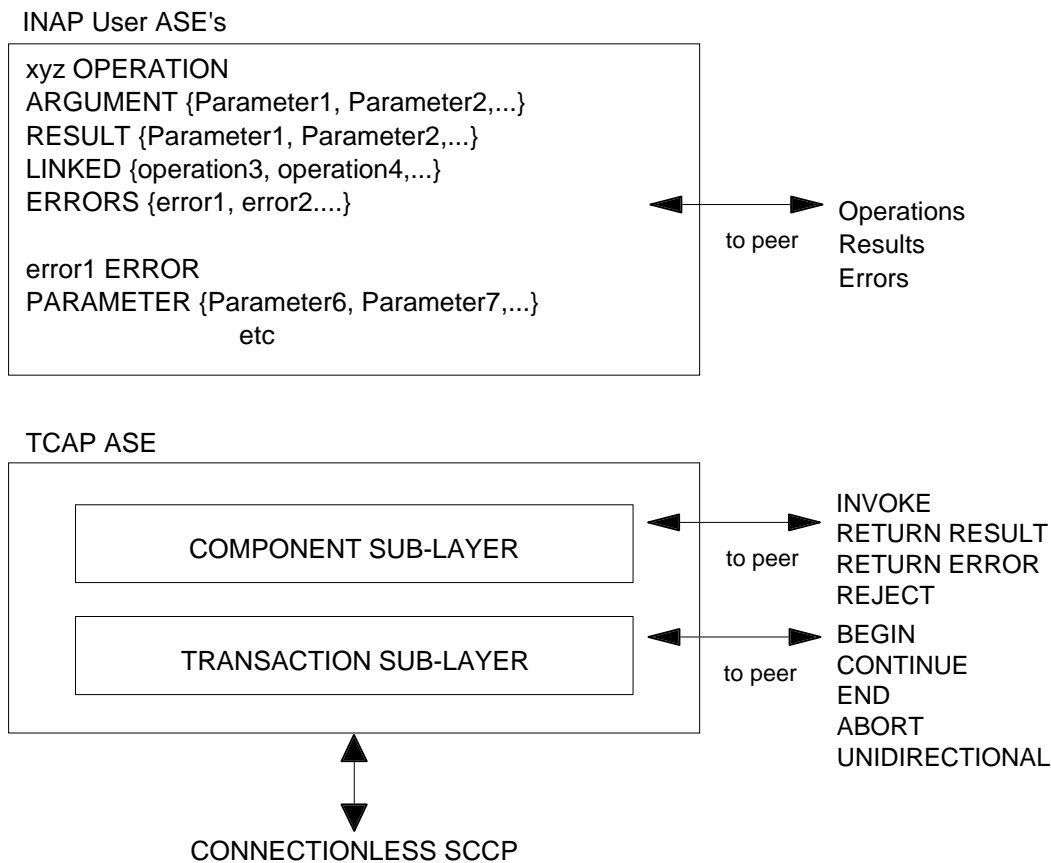 INAP User ASE's
xyz OPERATION
ARGUMENT {Parameter1, Parameter2,...}
RESULT {Parameter1, Parameter2,...}
LINKED {operation3, operation4,...}
ERRORS {error1, error2....}
error1 ERROR
PARAMETER {Parameter6, Parameter7,...}
etc
to peer
Operations
Results
Errors
TCAP ASE
COMPONENT SUB-LAYER
to peer
INVOKE
RETURN RESULT
RETURN ERROR
REJECT
TRANSACTION SUB-LAYER
to peer
BEGIN
CONTINUE
END
ABORT
UNIDIRECTIONAL
CONNECTIONLESS SCCP